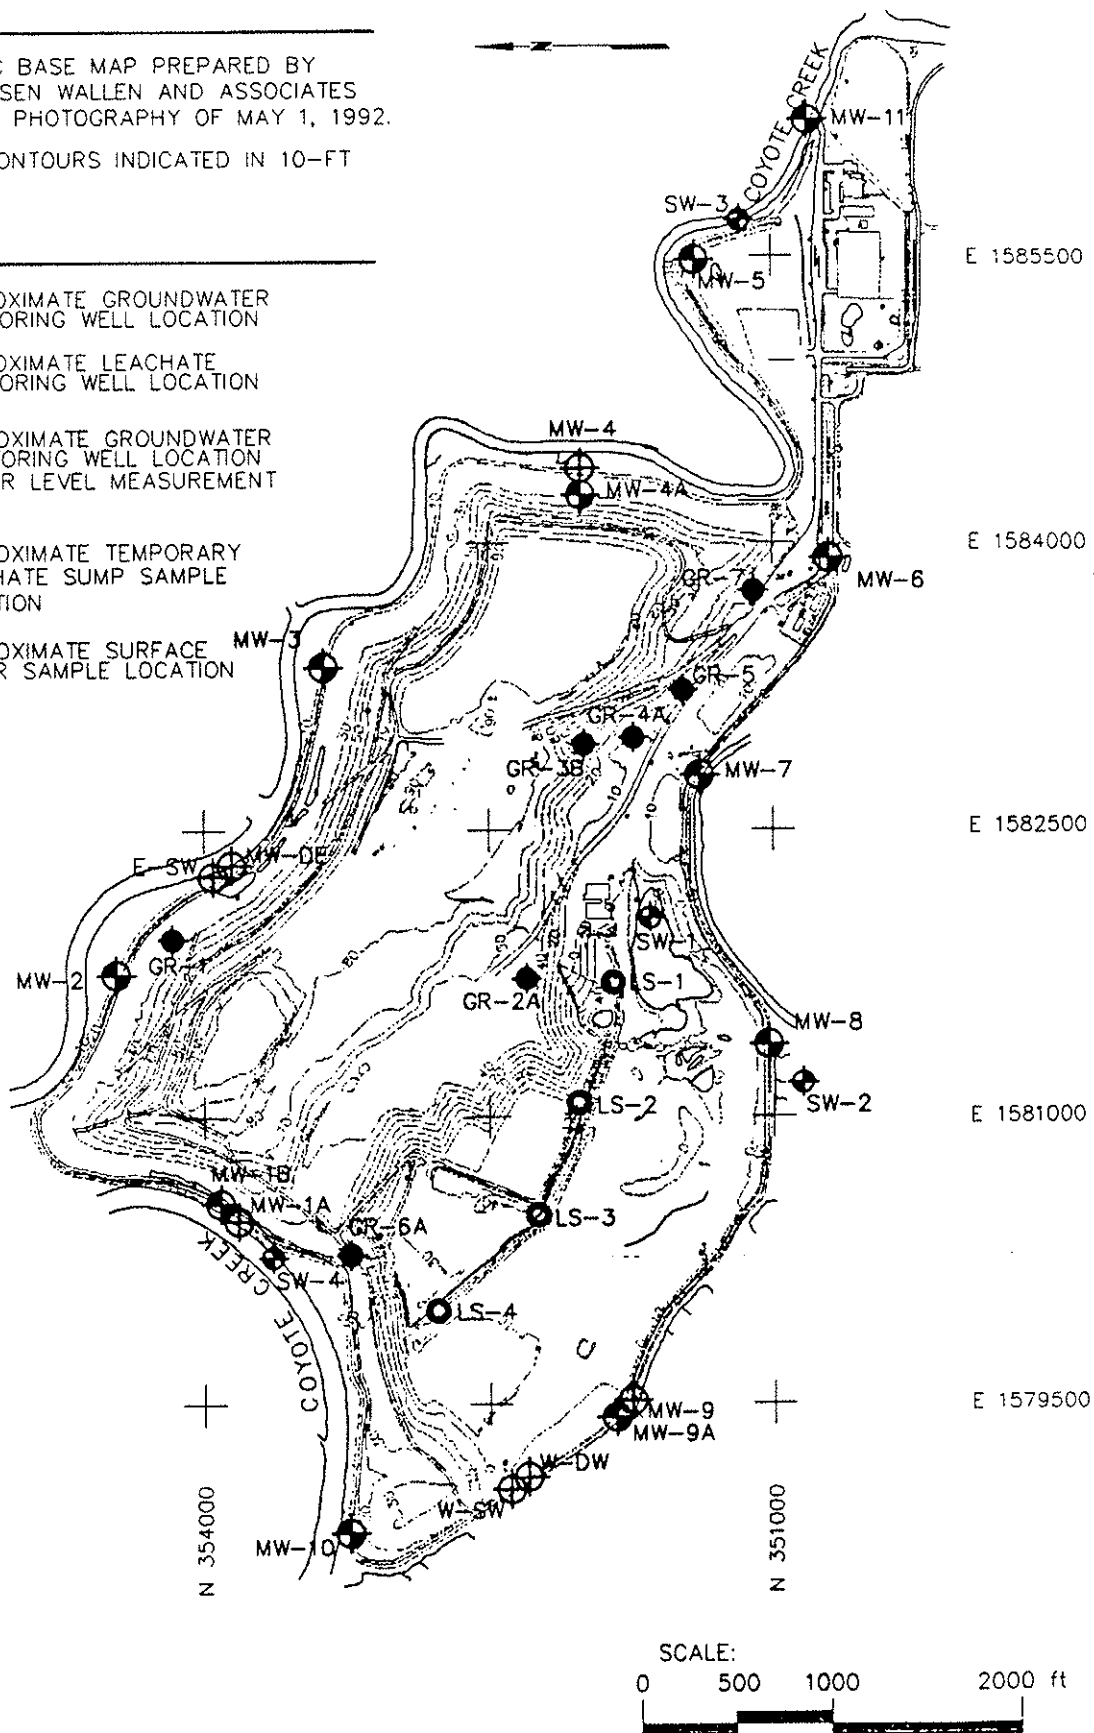 C BASE MAP PREPARED BY
SEN WALLEN AND ASSOCIATES
PHOTOGRAPHY OF MAY 1, 1992.
ONTOURS INDICATED IN 10-FT
N
OXIMATE GROUNDWATER
ORING WELL LOCATION
OXIMATE LEACHATE
ORING WELL LOCATION
OXIMATE GROUNDWATER
ORING WELL LOCATION
R LEVEL MEASUREMENT
OXIMATE TEMPORARY
HATE SUMP SAMPLE
TION
OXIMATE SURFACE
R SAMPLE LOCATION
COYOTE CREEK
MW-11
SW-3
MW-5
E 1585500
MW-4
MW-4A
E 1584000
MW-6
GR-7
MW-3
GR-5
GR-4A
GR-3B
MW-7
E 1582500
E-SW
MW-DE
SW-1
MW-2
GR-1
GR-2A
LS-1
MW-8
LS-2
SW-2
E 1581000
MW-1B
MW-1A
GR-6A
LS-3
SW-4
COYOTE CREEK
LS-4
MW-9
MW-9A
E 1579500
W-DW
W-SW
MW-10
N 354000
N 351000
SCALE:
0 500 1000 2000 ft